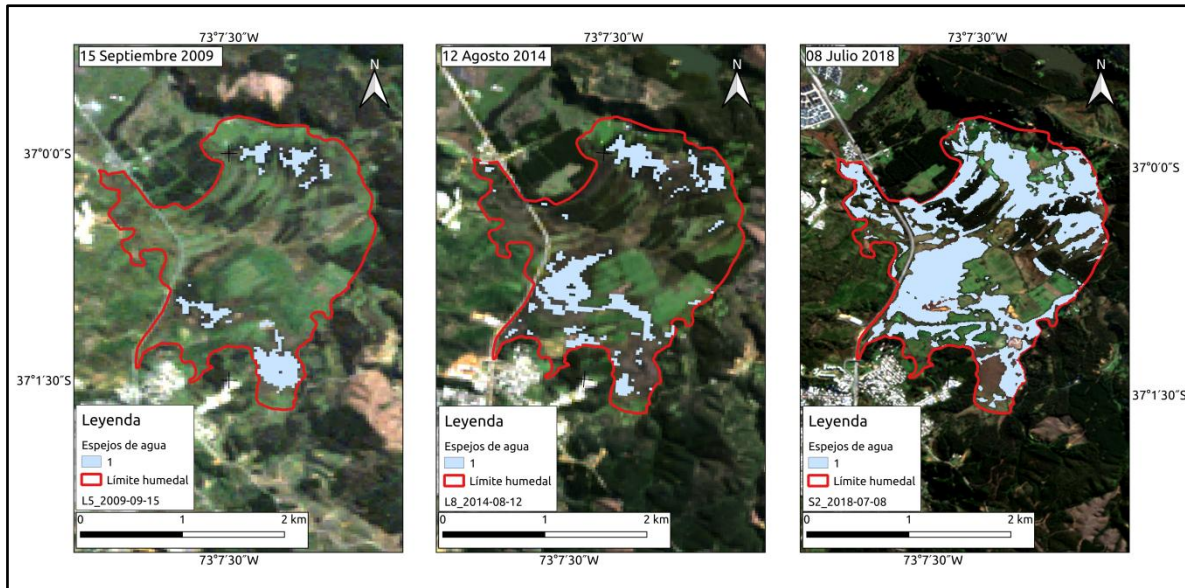 73°7′30″W
73°7′30″W
73°7′30″W
15 Septiembre 2009
12 Agosto 2014
08 Julio 2018
N
N
N
37°0′0″S
37°0′0″S
37°1′30″S
37°1′30″S
Leyenda
Espejos de agua
1
Límite humedal
L5_2009-09-15
0 1 2 km
Leyenda
Espejos de agua
1
Límite humedal
L8_2014-08-12
0 1 2 km
Leyenda
Espejos de agua
1
Límite humedal
S2_2018-07-08
0 1 2 km
73°7′30″W
73°7′30″W
73°7′30″W